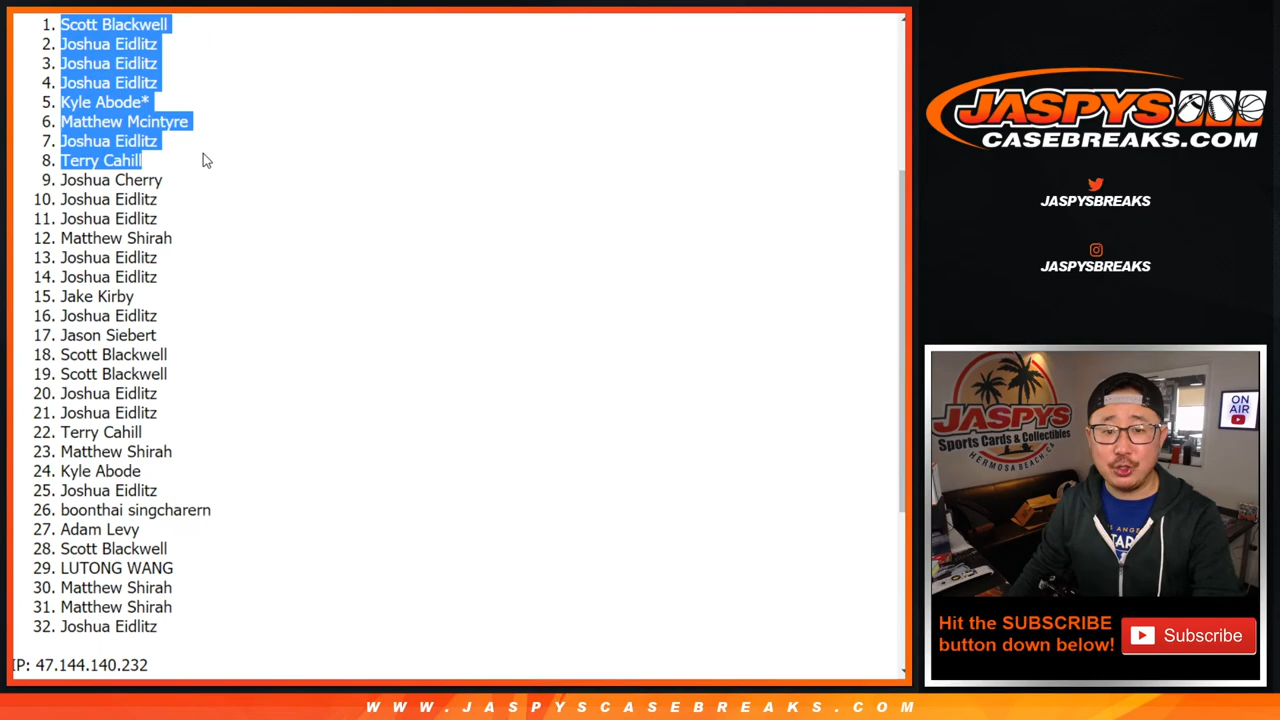 1. Scott Blackwell
2. Joshua Eidlitz
3. Joshua Eidlitz
4. Joshua Eidlitz
5. Kyle Abode*
6. Matthew Mcintyre
7. Joshua Eidlitz
8. Terry Cahill
9. Joshua Cherry
10. Joshua Eidlitz
11. Joshua Eidlitz
12. Matthew Shirah
13. Joshua Eidlitz
14. Joshua Eidlitz
15. Jake Kirby
16. Joshua Eidlitz
17. Jason Siebert
18. Scott Blackwell
19. Scott Blackwell
20. Joshua Eidlitz
21. Joshua Eidlitz
22. Terry Cahill
23. Matthew Shirah
24. Kyle Abode
25. Joshua Eidlitz
26. boonthai singcharern
27. Adam Levy
28. Scott Blackwell
29. LUTONG WANG
30. Matthew Shirah
31. Matthew Shirah
32. Joshua Eidlitz
IP: 47.144.140.232
JASPYS
CASEBREAKS.COM
JASPYSBREAKS
JASPYSBREAKS
JASPYS
Sports Cards & Collectibles
HERMOSA BEACH, CA
ON
AIR
Hit the SUBSCRIBE
button down below!
Subscribe
WWW.JASPYSCASEBREAKS.COM